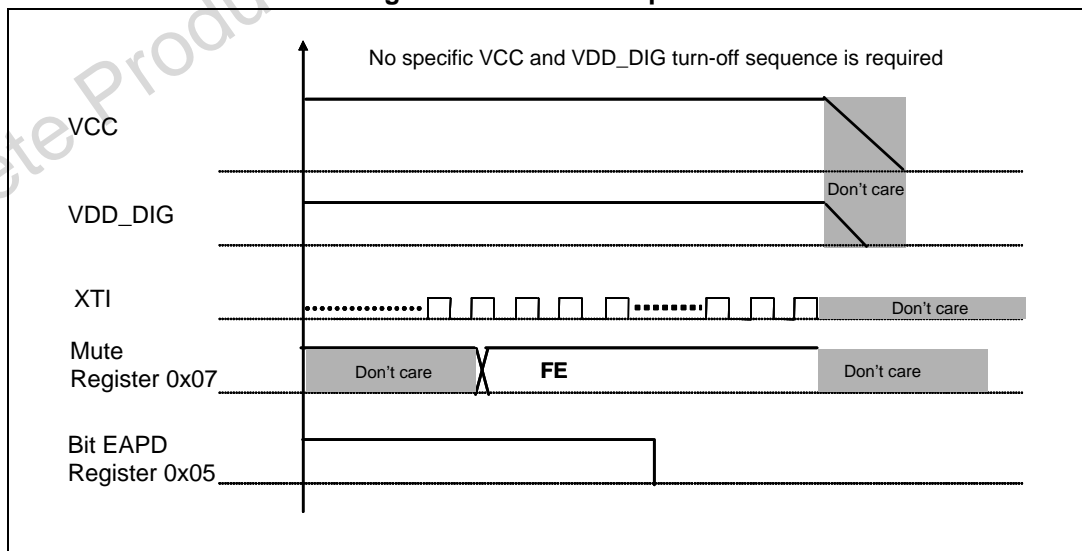 No specific VCC and VDD_DIG turn-off sequence is required
VCC
Don't care
VDD_DIG
XTI
Don't care
Mute
Register 0x07
Don't care
FE
Don't care
Bit EAPD
Register 0x05